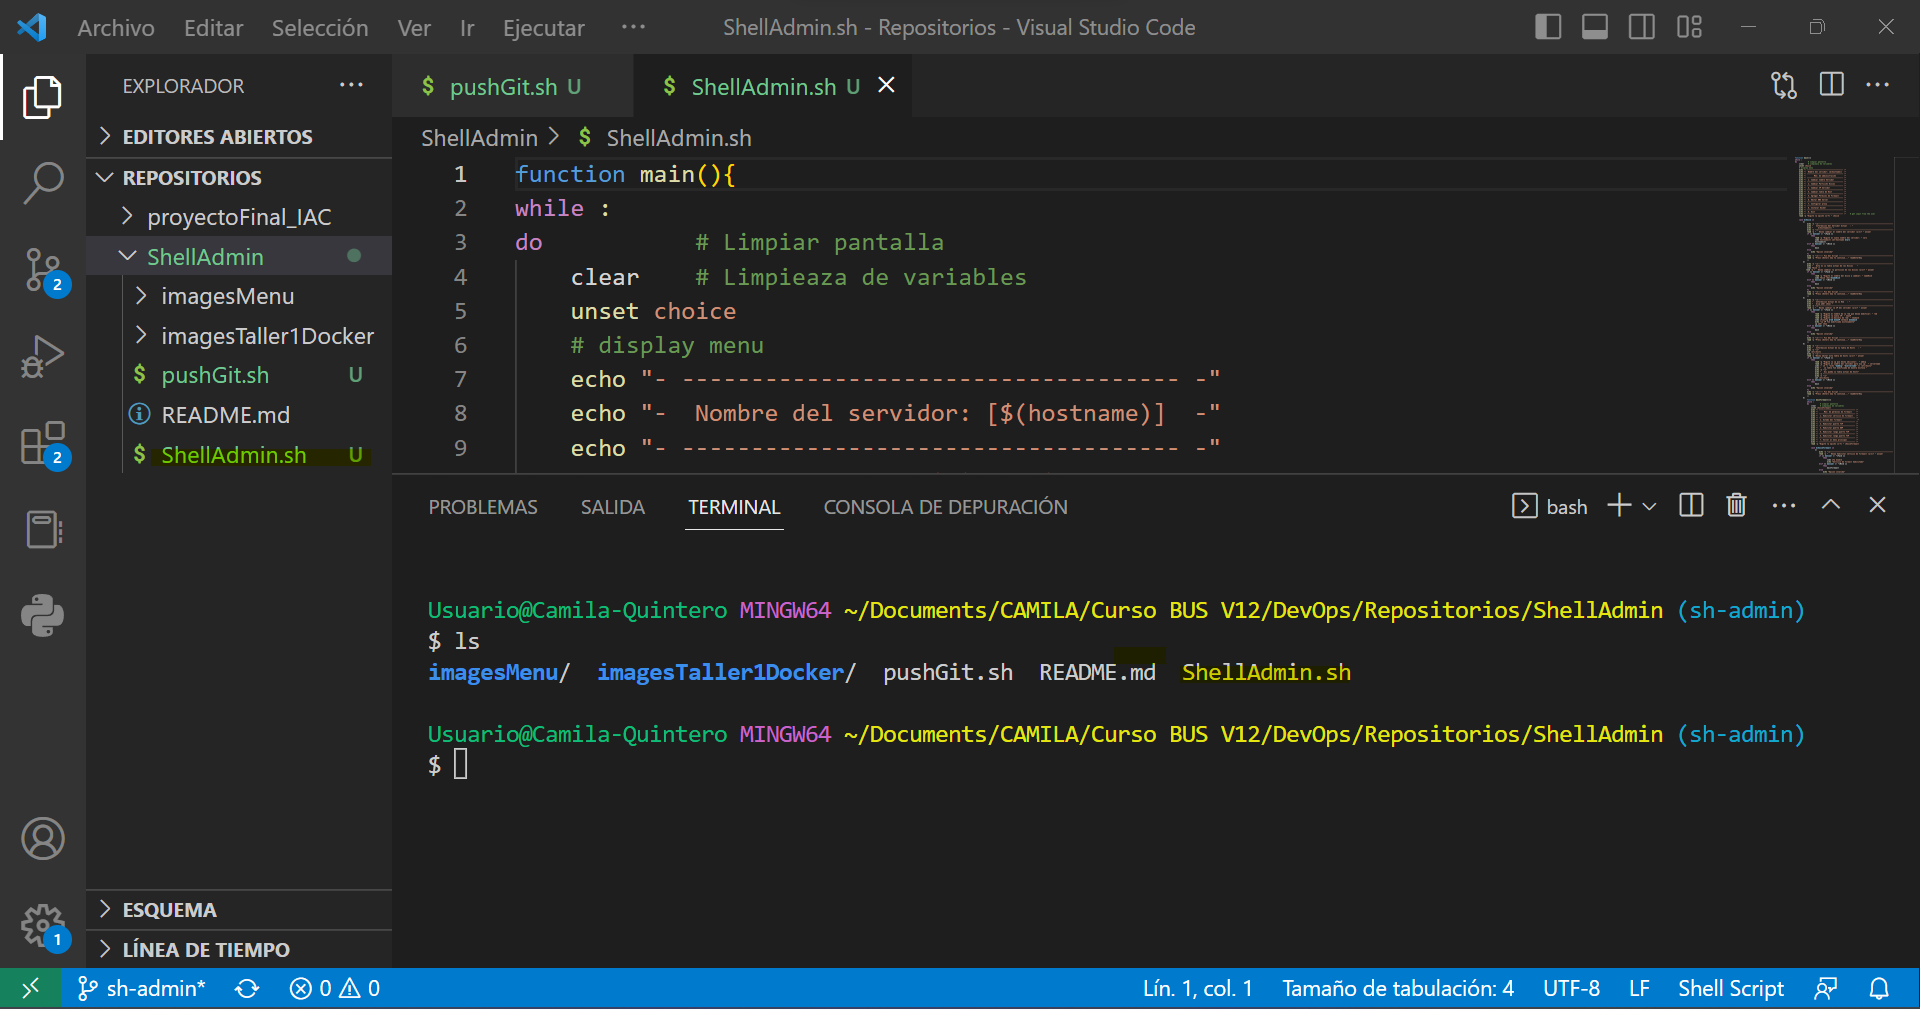 Archivo Editar Selección Ver Ir Ejecutar ··· ShellAdmin.sh - Repositorios - Visual Studio Code
EXPLORADOR ···
EDITORES ABIERTOS
REPOSITORIOS
proyectoFinal_IAC
ShellAdmin
imagesMenu
imagesTaller1Docker
$ pushGit.sh U
README.md
$ ShellAdmin.sh U
ESQUEMA
LÍNEA DE TIEMPO
2
2
1
$ pushGit.sh U $ ShellAdmin.sh U
ShellAdmin > $ ShellAdmin.sh
1 function main(){
2 while :
3 do # Limpiar pantalla
4 clear # Limpieaza de variables
5 unset choice
6 # display menu
7 echo "- ------------------------------------ -"
8 echo "-  Nombre del servidor: [$(hostname)]  -"
9 echo "- ------------------------------------ -"
PROBLEMAS SALIDA TERMINAL CONSOLA DE DEPURACIÓN bash
Usuario@Camila-Quintero MINGW64 ~/Documents/CAMILA/Curso BUS V12/DevOps/Repositorios/ShellAdmin (sh-admin)
$ ls
imagesMenu/ imagesTaller1Docker/ pushGit.sh README.md ShellAdmin.sh
Usuario@Camila-Quintero MINGW64 ~/Documents/CAMILA/Curso BUS V12/DevOps/Repositorios/ShellAdmin (sh-admin)
$
sh-admin* 0 0 Lín. 1, col. 1 Tamaño de tabulación: 4 UTF-8 LF Shell Script